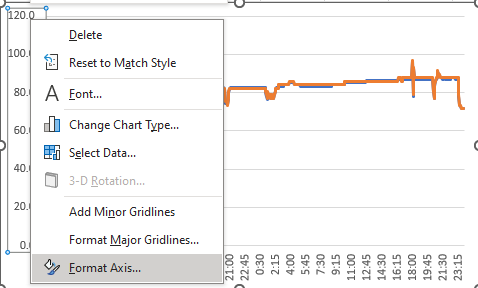 120.0
100.0
80.0
60.0
40.0
20.0
0.0
Delete
Reset to Match Style
Font...
Change Chart Type...
Select Data...
3-D Rotation...
Add Minor Gridlines
Format Major Gridlines...
Format Axis...
21:00
22:45
0:30
2:15
4:00
5:45
7:30
9:15
11:00
12:45
14:30
16:15
18:00
19:45
21:30
23:15